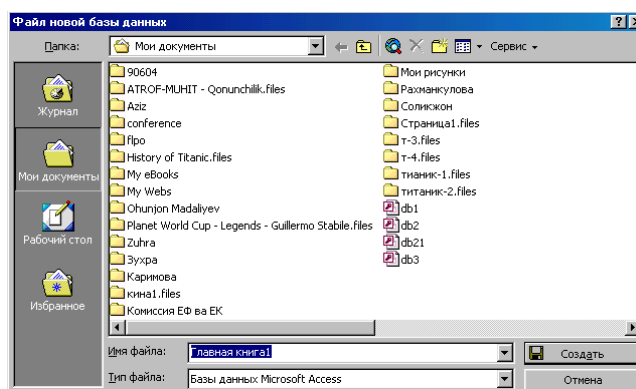 Файл новой базы данных
Папка:
Мои документы
Сервис
Журнал
Мои документы
Рабочий стол
Избранное
90604
ATROF-MUHIT - Qonunchilik.files
Aziz
conference
flpo
History of Titanic.files
My eBooks
My Webs
Ohunjon Madaliyev
Planet World Cup - Legends - Guillermo Stabile.files
Zuhra
Зухра
Каримова
кина1.files
Комиссия ЕФ ва ЕК
Мои рисунки
Рахманкулова
Соликжон
Страница1.files
т-3.files
т-4.files
тианик-1.files
титаник-2.files
db1
db2
db21
db3
Имя файла:
Главная книга1
Создать
Тип файла:
Базы данных Microsoft Access
Отмена